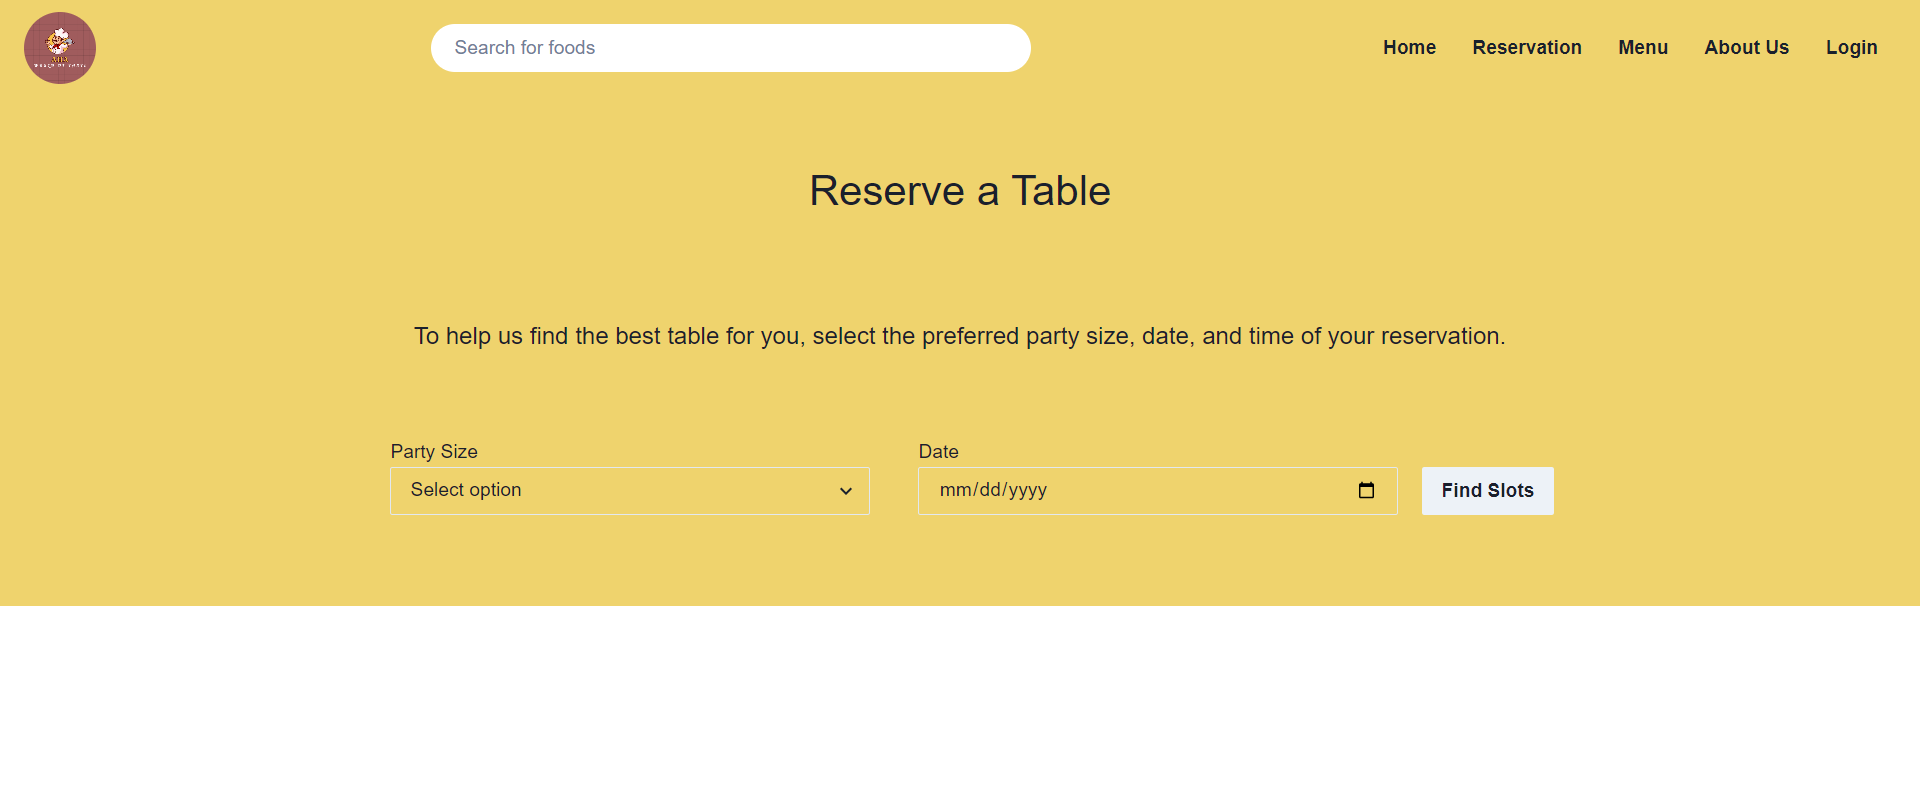 Search for foods
Home
Reservation
Menu
About Us
Login
Reserve a Table
To help us find the best table for you, select the preferred party size, date, and time of your reservation.
Party Size
Date
Select option
mm/dd/yyyy
Find Slots